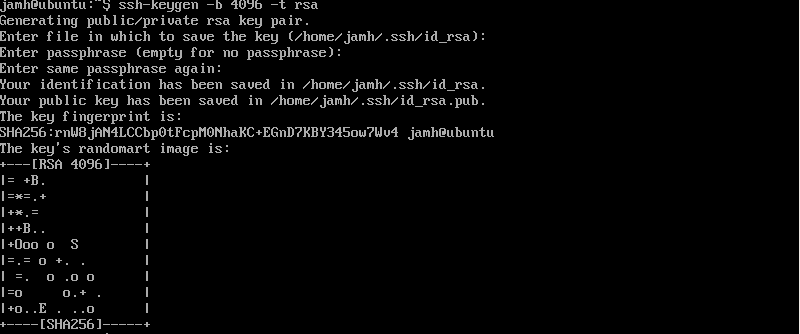 jamh@ubuntu:~$ ssh-keygen -b 4096 -t rsa
Generating public/private rsa key pair.
Enter file in which to save the key (/home/jamh/.ssh/id_rsa):
Enter passphrase (empty for no passphrase):
Enter same passphrase again:
Your identification has been saved in /home/jamh/.ssh/id_rsa.
Your public key has been saved in /home/jamh/.ssh/id_rsa.pub.
The key fingerprint is:
SHA256:rnW8jAN4LCCbp0tFcpM0NhaKC+EGnD7KBY345ow7Wv4 jamh@ubuntu
The key's randomart image is:
+---[RSA 4096]----+
|= +B.            |
|=*=.+            |
|+*.=             |
|++B..            |
|+Ooo o  S        |
|=.= o +. .       |
| =.  o .o o      |
|=o     o.+ .     |
|+o..E . ..o      |
+----[SHA256]-----+